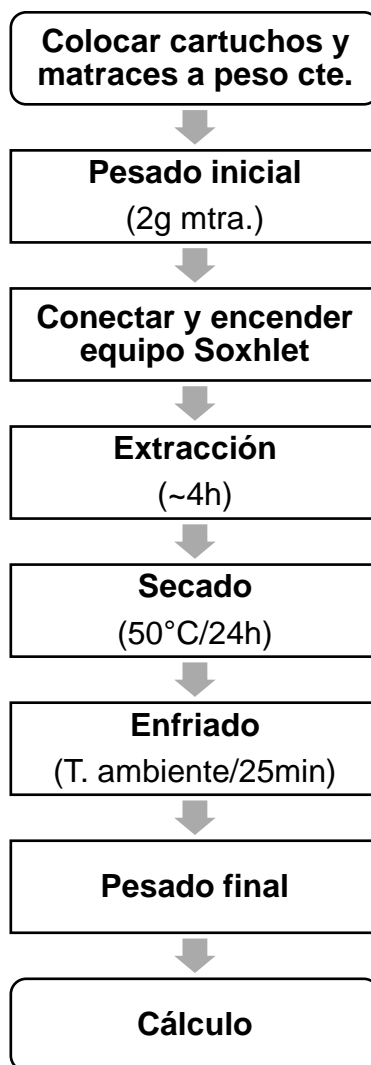 Colocar cartuchos y
matraces a peso cte.
Pesado inicial
(2g mtra.)
Conectar y encender
equipo Soxhlet
Extracción
(~4h)
Secado
(50°C/24h)
Enfriado
(T. ambiente/25min)
Pesado final
Cálculo